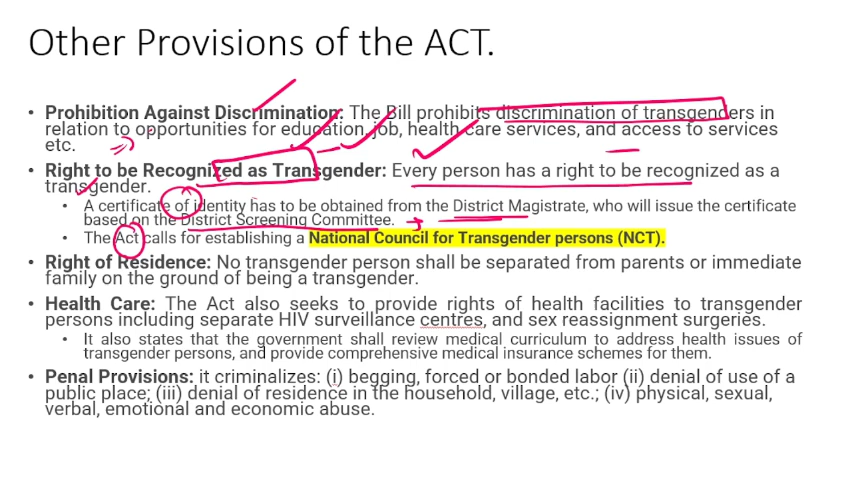 Other Provisions of the ACT.
• Prohibition Against Discrimination: The Bill prohibits discrimination of transgenders in
relation to opportunities for education, job, health care services, and access to services
etc.
• Right to be Recognized as Transgender: Every person has a right to be recognized as a
transgender.
• A certificate of identity has to be obtained from the District Magistrate, who will issue the certificate
based on the District Screening Committee.
• The Act calls for establishing a National Council for Transgender persons (NCT).
• Right of Residence: No transgender person shall be separated from parents or immediate
family on the ground of being a transgender.
• Health Care: The Act also seeks to provide rights of health facilities to transgender
persons including separate HIV surveillance centres, and sex reassignment surgeries.
• It also states that the government shall review medical curriculum to address health issues of
transgender persons, and provide comprehensive medical insurance schemes for them.
• Penal Provisions: it criminalizes: (i) begging, forced or bonded labor (ii) denial of use of a
public place; (iii) denial of residence in the household, village, etc.; (iv) physical, sexual,
verbal, emotional and economic abuse.